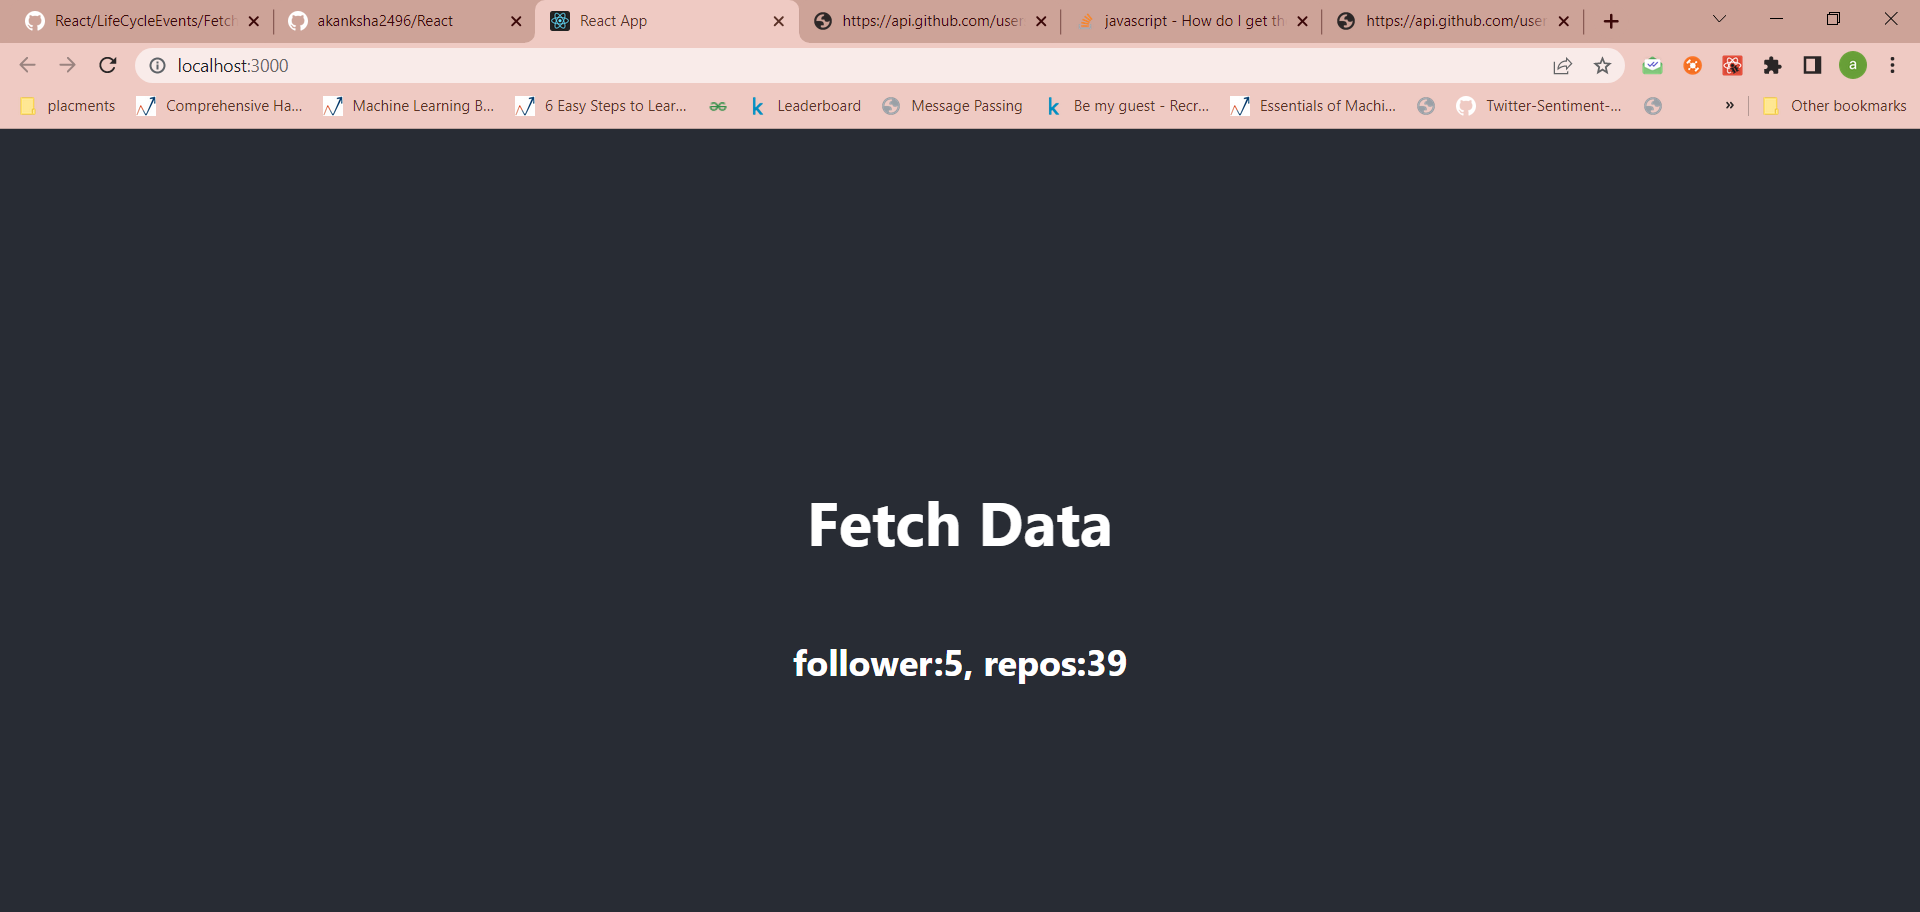 React/LifeCycleEvents/Fetch
akanksha2496/React
React App
https://api.github.com/user
javascript - How do I get th
https://api.github.com/user
localhost:3000
a
placments
Comprehensive Ha...
Machine Learning B...
6 Easy Steps to Lear...
Leaderboard
Message Passing
Be my guest - Recr...
Essentials of Machi...
Twitter-Sentiment-...
»
Other bookmarks
Fetch Data
follower:5, repos:39